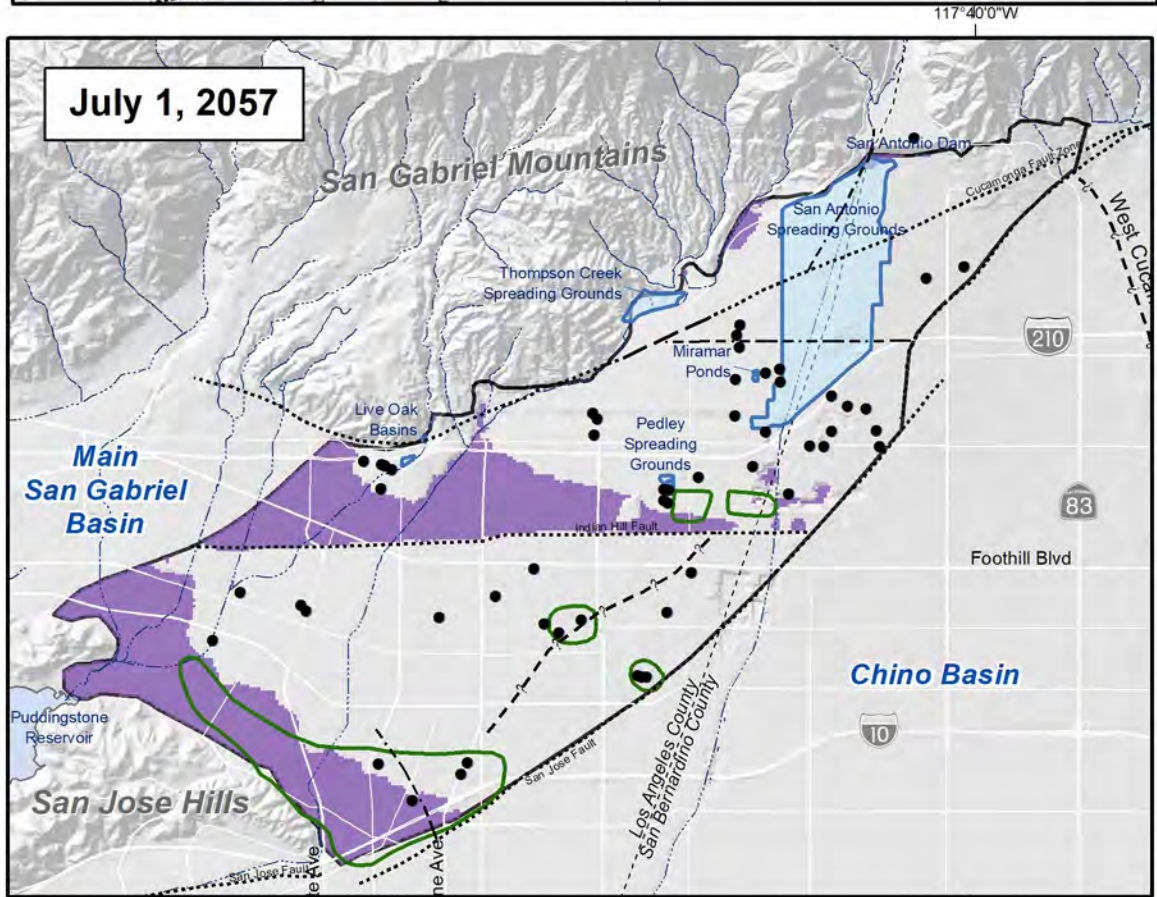 117°40'0"W
July 1, 2057
San Gabriel Mountains
San Antonio Dam
Cucamonga Fault Zone
San Antonio
Spreading Grounds
West Cucam
Thompson Creek
Spreading Grounds
210
Miramar
Ponds
Live Oak
Basins
Pedley
Spreading
Grounds
Main
San Gabriel
Basin
83
Indian Hill Fault
Foothill Blvd
?
?
?
?
?
Chino Basin
Puddingstone
Reservoir
10
Los Angeles County
San Bernardino County
San Jose Fault
San Jose Hills
San Jose Fault
te Ave
ne Ave